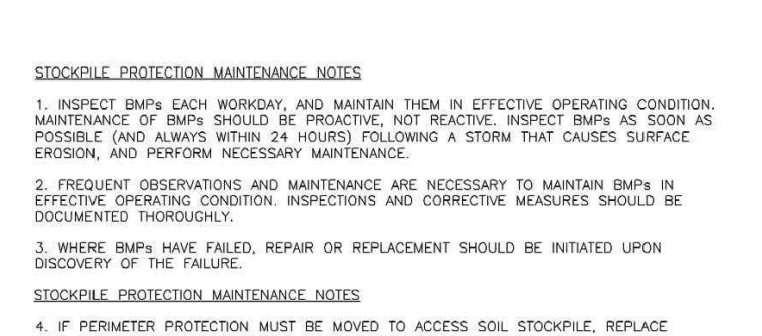 STOCKPILE PROTECTION MAINTENANCE NOTES
1. INSPECT BMPs EACH WORKDAY, AND MAINTAIN THEM IN EFFECTIVE OPERATING CONDITION.
MAINTENANCE OF BMPs SHOULD BE PROACTIVE, NOT REACTIVE. INSPECT BMPs AS SOON AS
POSSIBLE (AND ALWAYS WITHIN 24 HOURS) FOLLOWING A STORM THAT CAUSES SURFACE
EROSION, AND PERFORM NECESSARY MAINTENANCE.
2. FREQUENT OBSERVATIONS AND MAINTENANCE ARE NECESSARY TO MAINTAIN BMPs IN
EFFECTIVE OPERATING CONDITION. INSPECTIONS AND CORRECTIVE MEASURES SHOULD BE
DOCUMENTED THOROUGHLY.
3. WHERE BMPs HAVE FAILED, REPAIR OR REPLACEMENT SHOULD BE INITIATED UPON
DISCOVERY OF THE FAILURE.
STOCKPILE PROTECTION MAINTENANCE NOTES
4. IF PERIMETER PROTECTION MUST BE MOVED TO ACCESS SOIL STOCKPILE, REPLACE